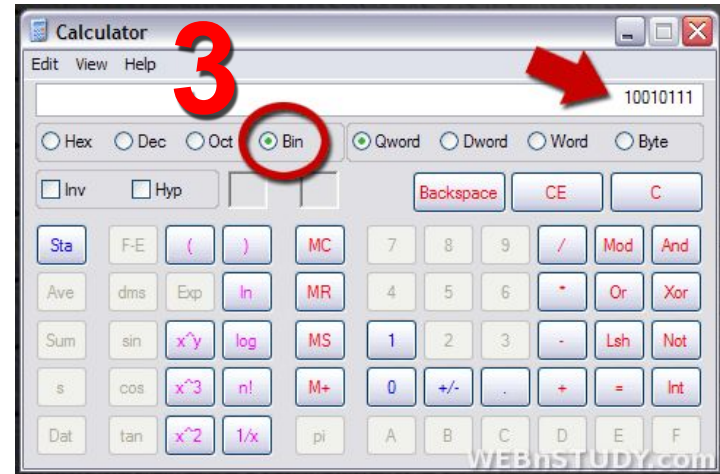 Calculator
3
Edit View Help
10010111
Hex Dec Oct Bin Qword Dword Word Byte
Inv Hyp Backspace CE C
Sta F-E ( ) MC 7 8 9 / Mod And
Ave dms Exp ln MR 4 5 6 * Or Xor
Sum sin x^y log MS 1 2 3 - Lsh Not
s cos x^3 n! M+ 0 +/- . + = Int
Dat tan x^2 1/x pi A B C D E F
WEBnSTUDY.com